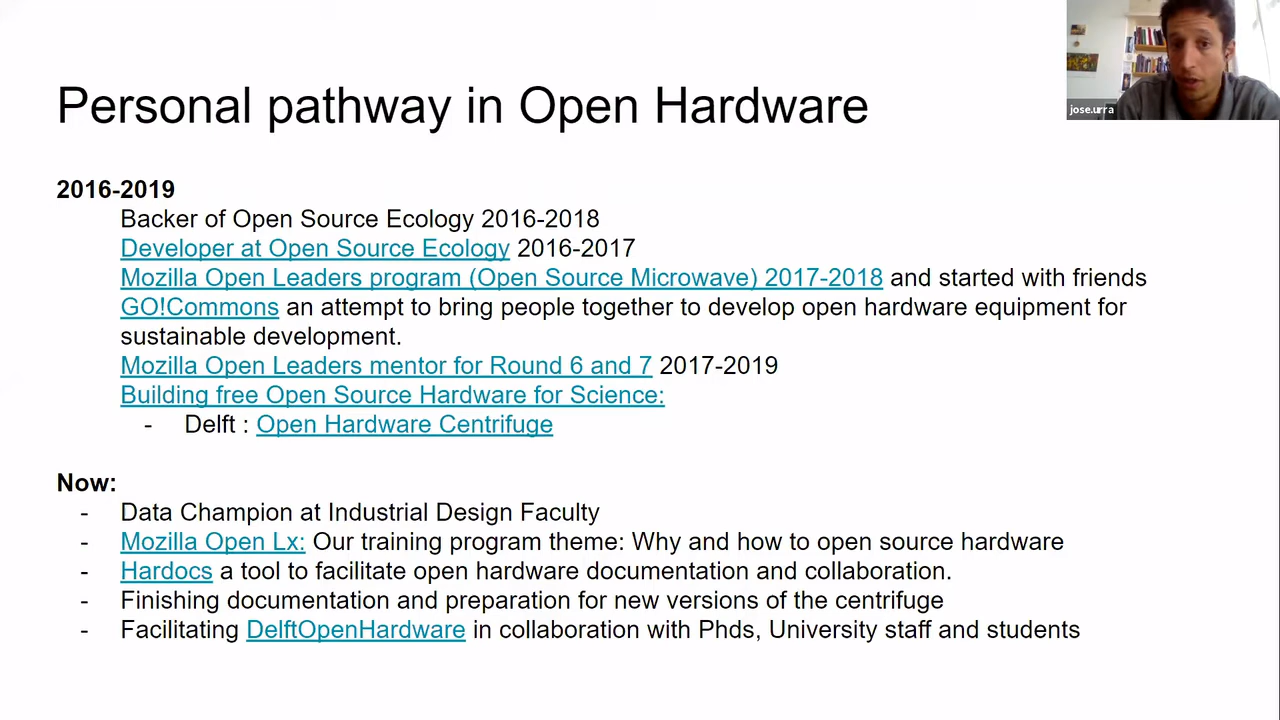 Personal pathway in Open Hardware
jose.urra
2016-2019
Backer of Open Source Ecology 2016-2018
Developer at Open Source Ecology 2016-2017
Mozilla Open Leaders program (Open Source Microwave) 2017-2018 and started with friends
GO!Commons an attempt to bring people together to develop open hardware equipment for
sustainable development.
Mozilla Open Leaders mentor for Round 6 and 7 2017-2019
Building free Open Source Hardware for Science:
- Delft : Open Hardware Centrifuge
Now:
- Data Champion at Industrial Design Faculty
- Mozilla Open Lx: Our training program theme: Why and how to open source hardware
- Hardocs a tool to facilitate open hardware documentation and collaboration.
- Finishing documentation and preparation for new versions of the centrifuge
- Facilitating DelftOpenHardware in collaboration with Phds, University staff and students